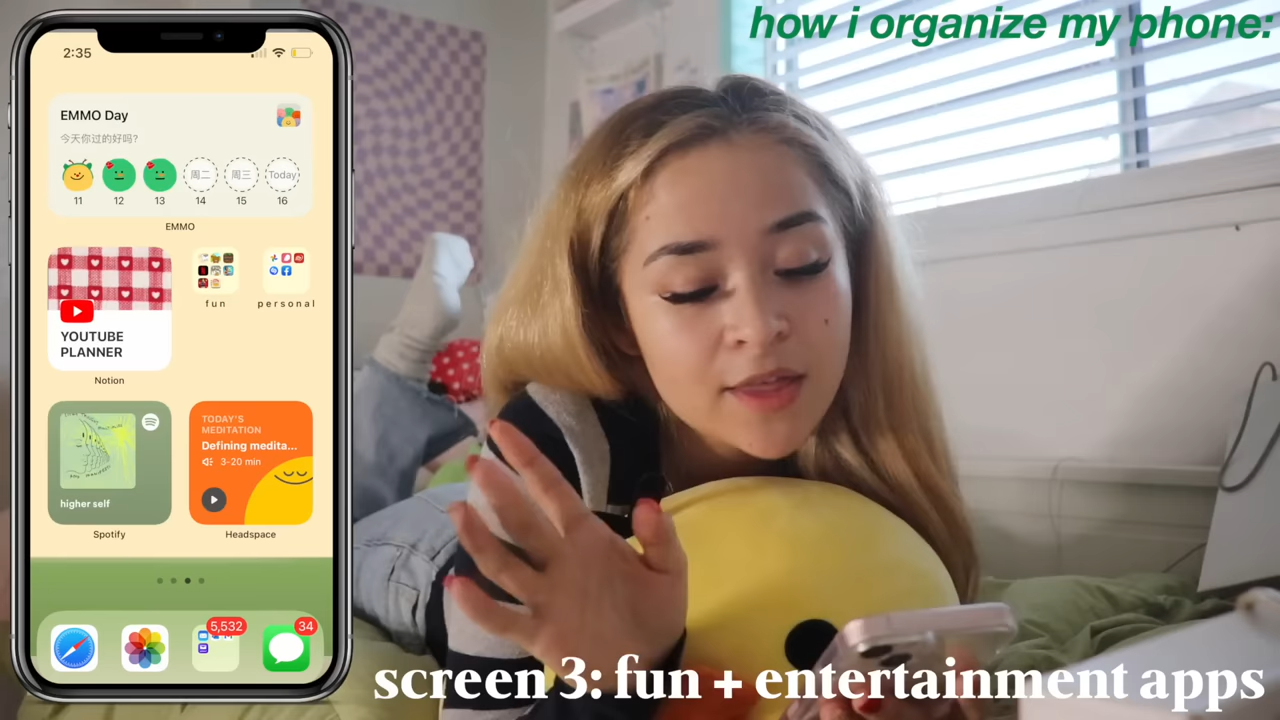 how i organize my phone:
2:35
EMMO Day
今天你过的好吗?
周二
周三
Today
11
12
13
14
15
16
EMMO
YOUTUBE
PLANNER
fun
personal
Notion
TODAY'S
MEDITATION
Defining medita...
3-20 min
higher self
Spotify
Headspace
5,532
34
screen 3: fun + entertainment apps